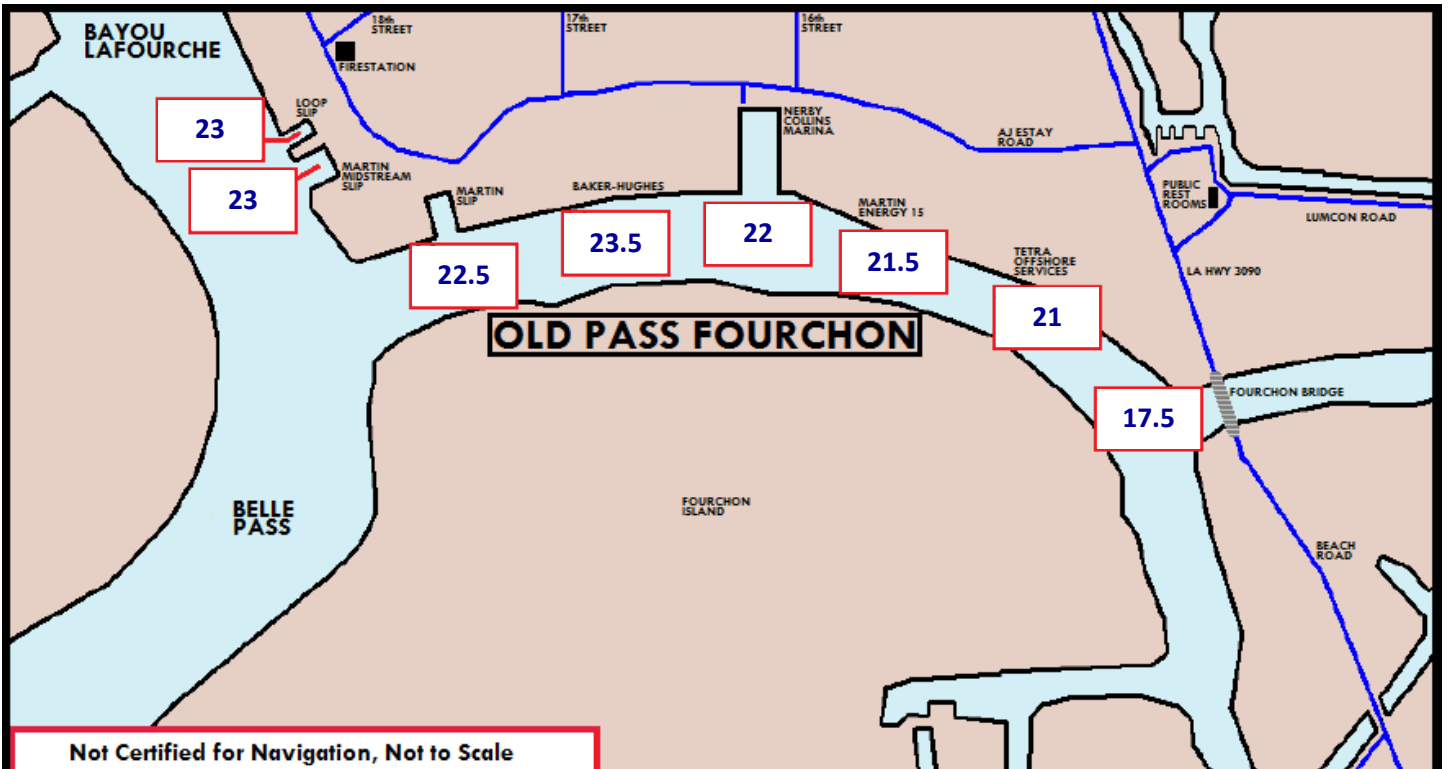 BAYOU
LAFOURCHE
18th
STREET
17th
STREET
16th
STREET
FIRESTATION
LOOP
SLIP
23
MARTIN
MIDSTREAM
SLIP
23
MARTIN
SLIP
BAKER-HUGHES
NERBY
COLLINS
MARINA
AJ ESTAY
ROAD
PUBLIC
REST
ROOMS
LUMCON ROAD
MARTIN
ENERGY 15
22.5
23.5
22
21.5
TETRA
OFFSHORE
SERVICES
21
LA HWY 3090
OLD PASS FOURCHON
17.5
FOURCHON BRIDGE
BELLE
PASS
FOURCHON
ISLAND
BEACH
ROAD
Not Certified for Navigation, Not to Scale